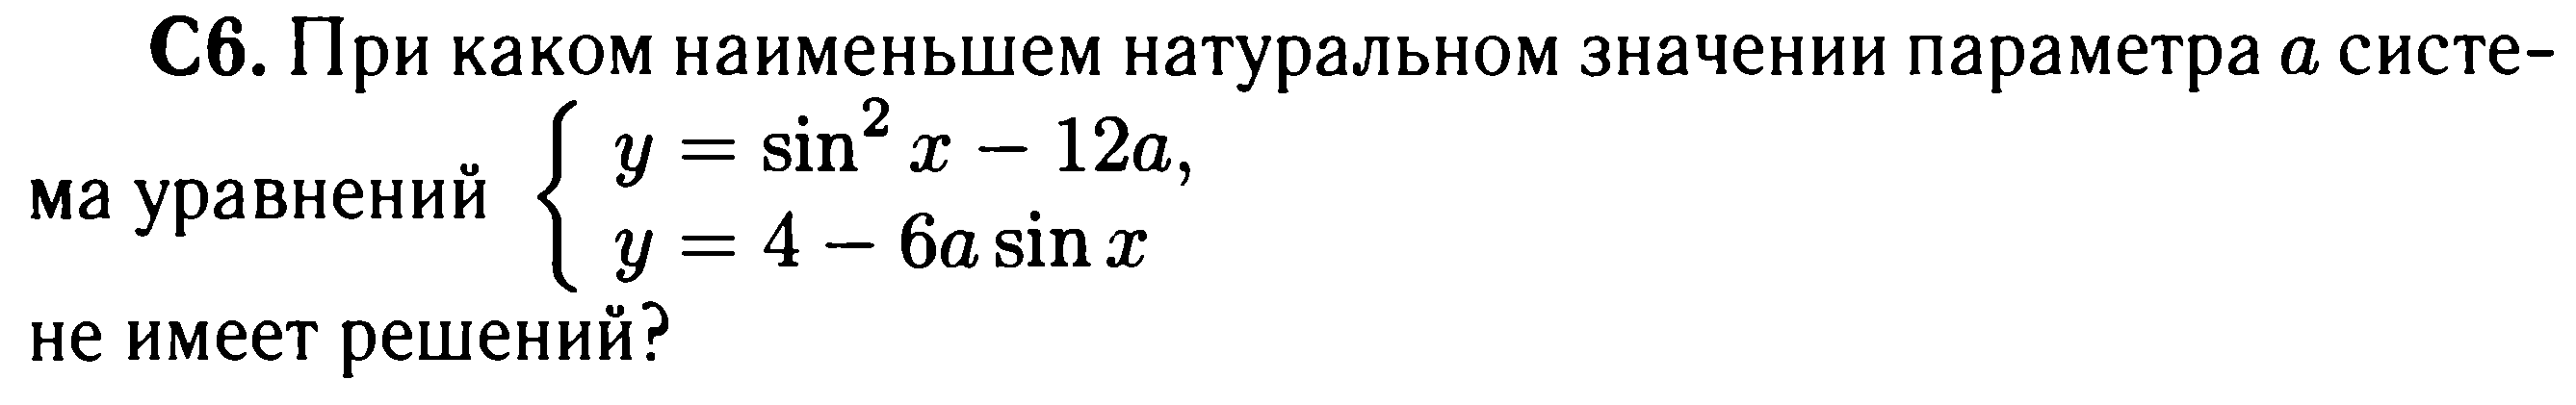 С6. При каком наименьшем натуральном значении параметра a систе-
ма уравнений { y = sin² x − 12a,
y = 4 − 6a sin x
не имеет решений?